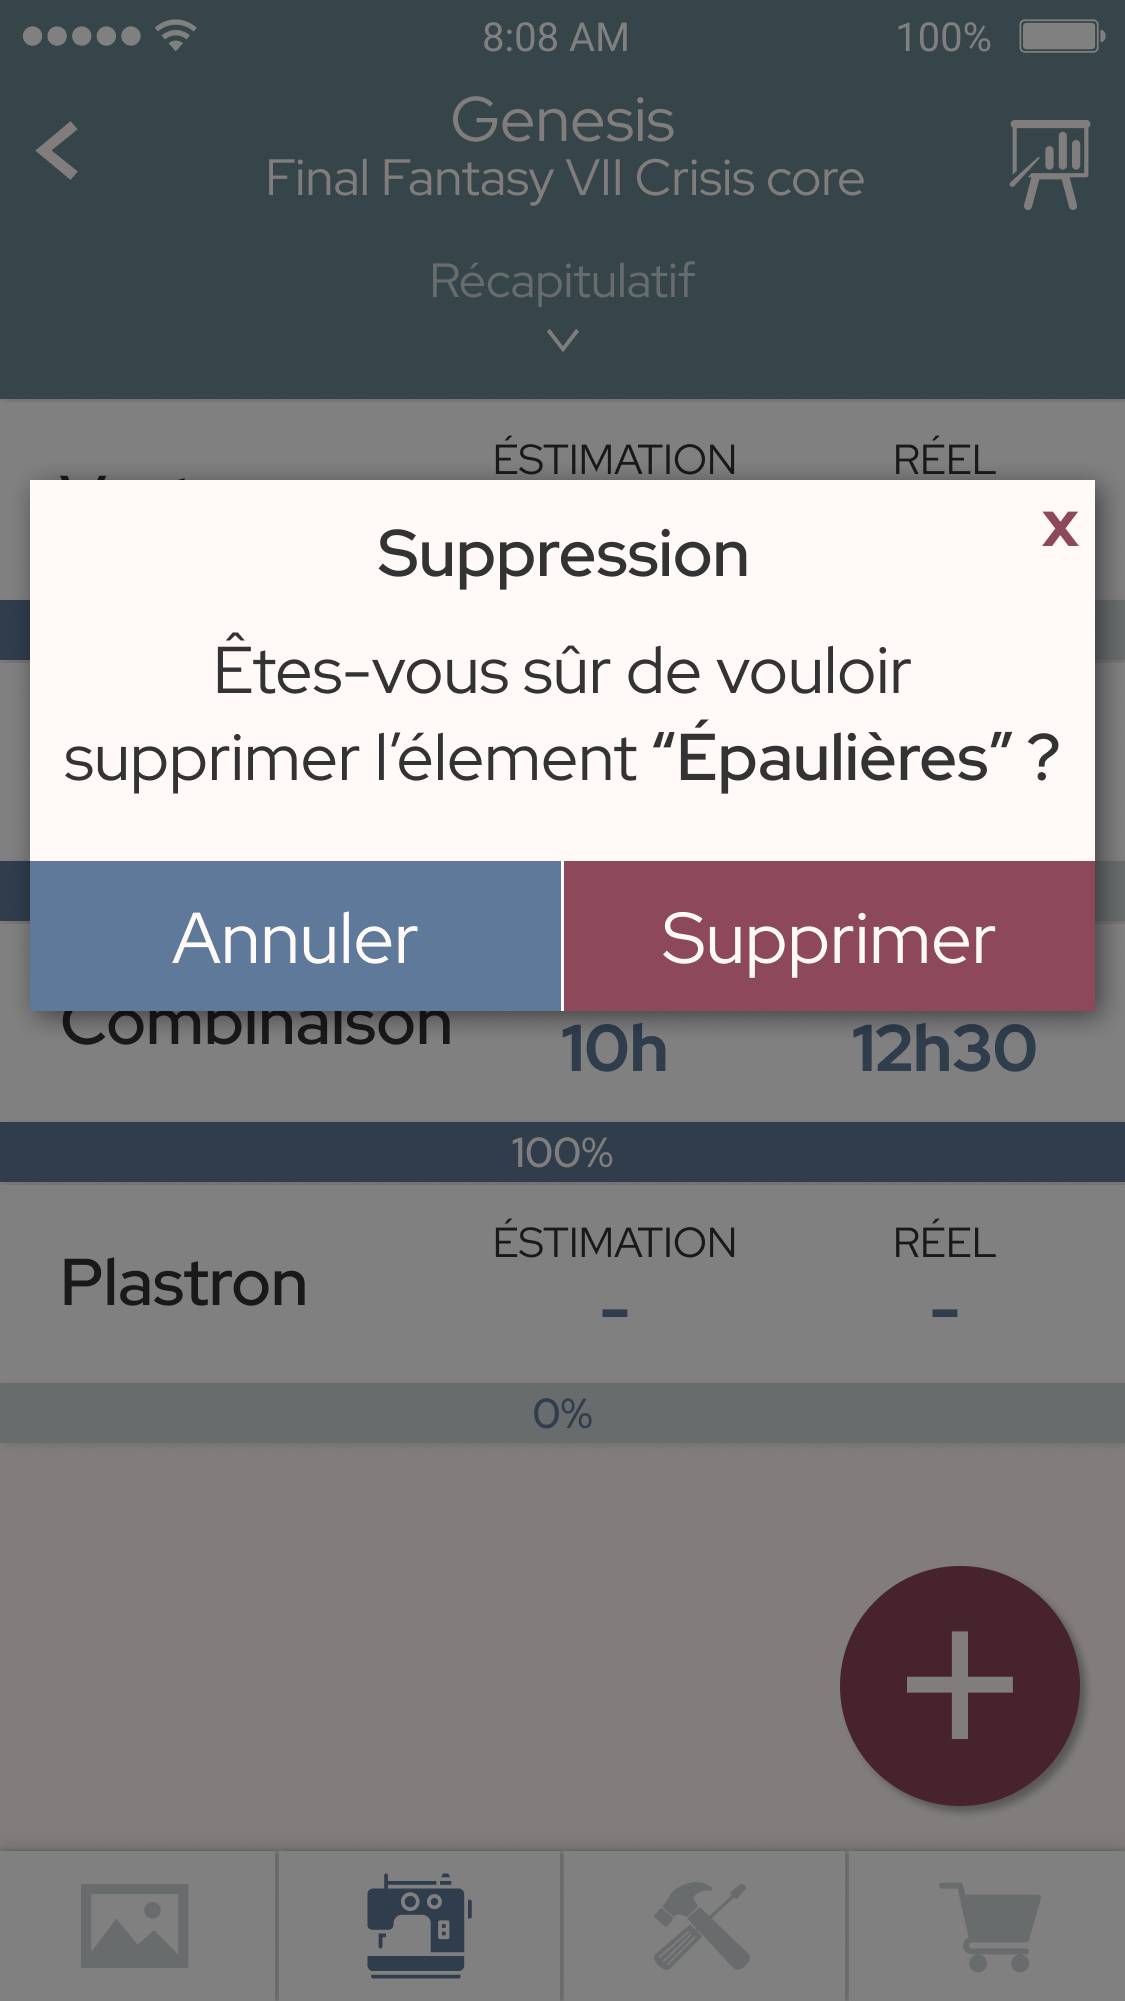 8:08 AM 100%
Genesis
Final Fantasy VII Crisis core
Récapitulatif
ÉSTIMATION RÉEL
x
Suppression
Êtes-vous sûr de vouloir
supprimer l’élement “Épaulières” ?
Annuler Supprimer
Combinaison 10h 12h30
100%
ÉSTIMATION RÉEL
Plastron - -
0%